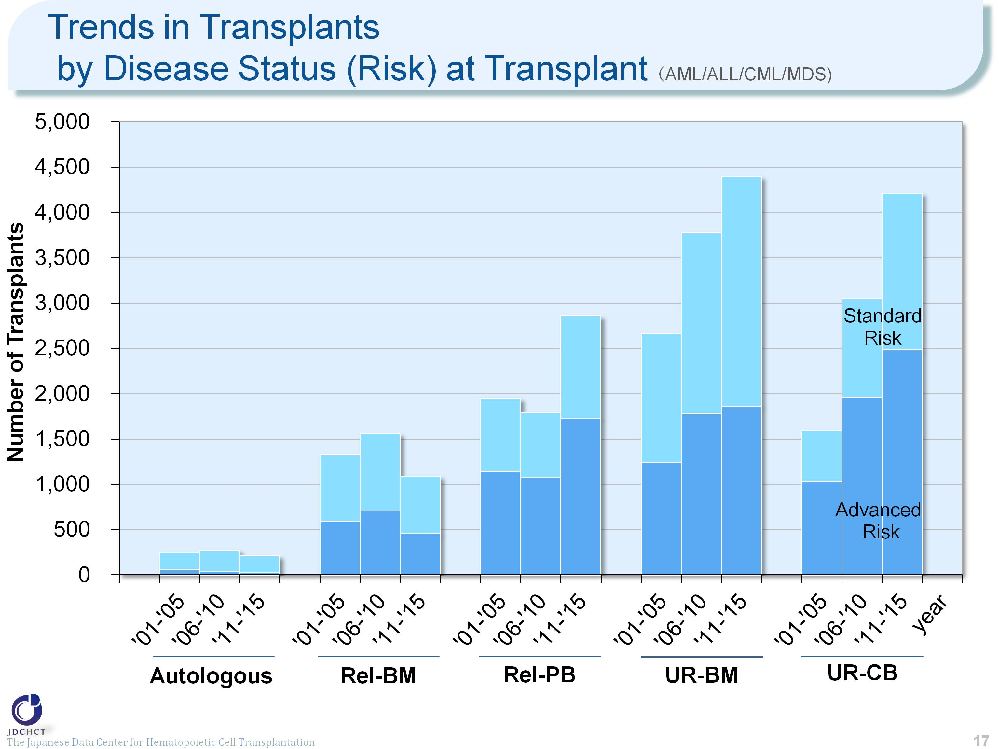 Trends in Transplants
by Disease Status (Risk) at Transplant （AML/ALL/CML/MDS)
Number of Transplants
5,000
4,500
4,000
3,500
3,000
2,500
2,000
1,500
1,000
500
0
Standard
Risk
Advanced
Risk
'01-'05
'06-'10
'11-'15
'01-'05
'06-'10
'11-'15
'01-'05
'06-'10
'11-'15
'01-'05
'06-'10
'11-'15
'01-'05
'06-'10
'11-'15
year
Autologous
Rel-BM
Rel-PB
UR-BM
UR-CB
JDCHCT
The Japanese Data Center for Hematopoietic Cell Transplantation
17